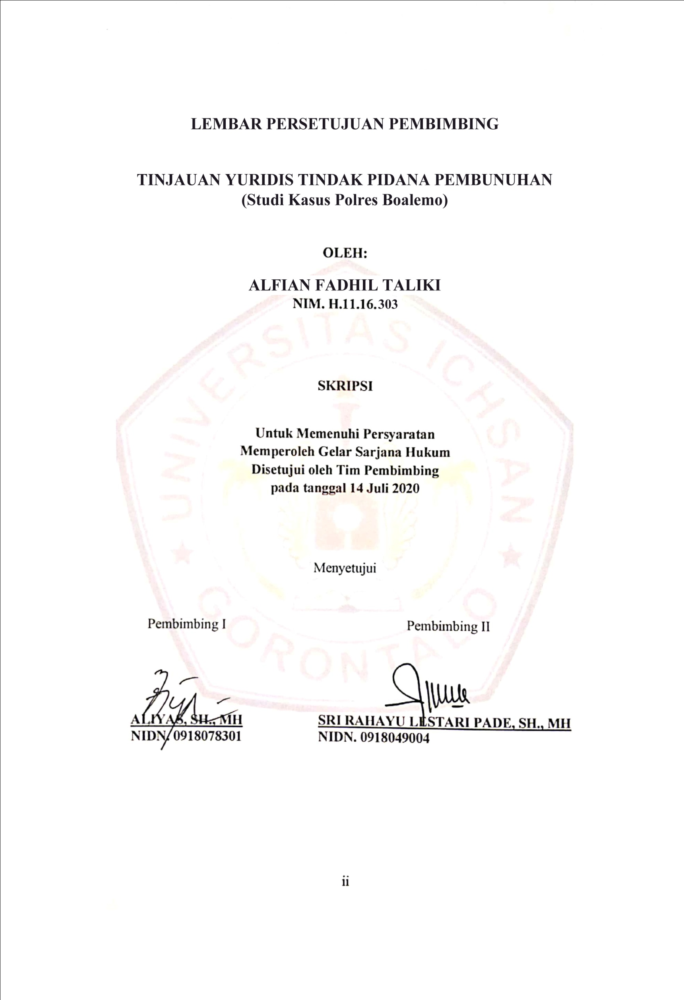 LEMBAR PERSETUJUAN PEMBIMBING
TINJAUAN YURIDIS TINDAK PIDANA PEMBUNUHAN
(Studi Kasus Polres Boalemo)
OLEH:
ALFIAN FADHIL TALIKI
NIM. H.11.16.303
UNIVERSITAS ICHSAN
SKRIPSI
Untuk Memenuhi Persyaratan
Memperoleh Gelar Sarjana Hukum
Disetujui oleh Tim Pembimbing
pada tanggal 14 Juli 2020
Menyetujui
GORONTALO
Pembimbing I
Pembimbing II
ALIYAS, SH., MH
NIDN. 0918078301
SRI RAHAYU LESTARI PADE, SH., MH
NIDN. 0918049004
ii